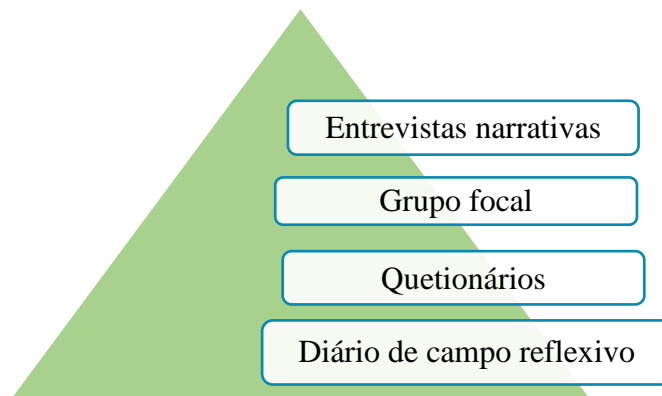 Entrevistas narrativas
Grupo focal
Quetionários
Diário de campo reflexivo